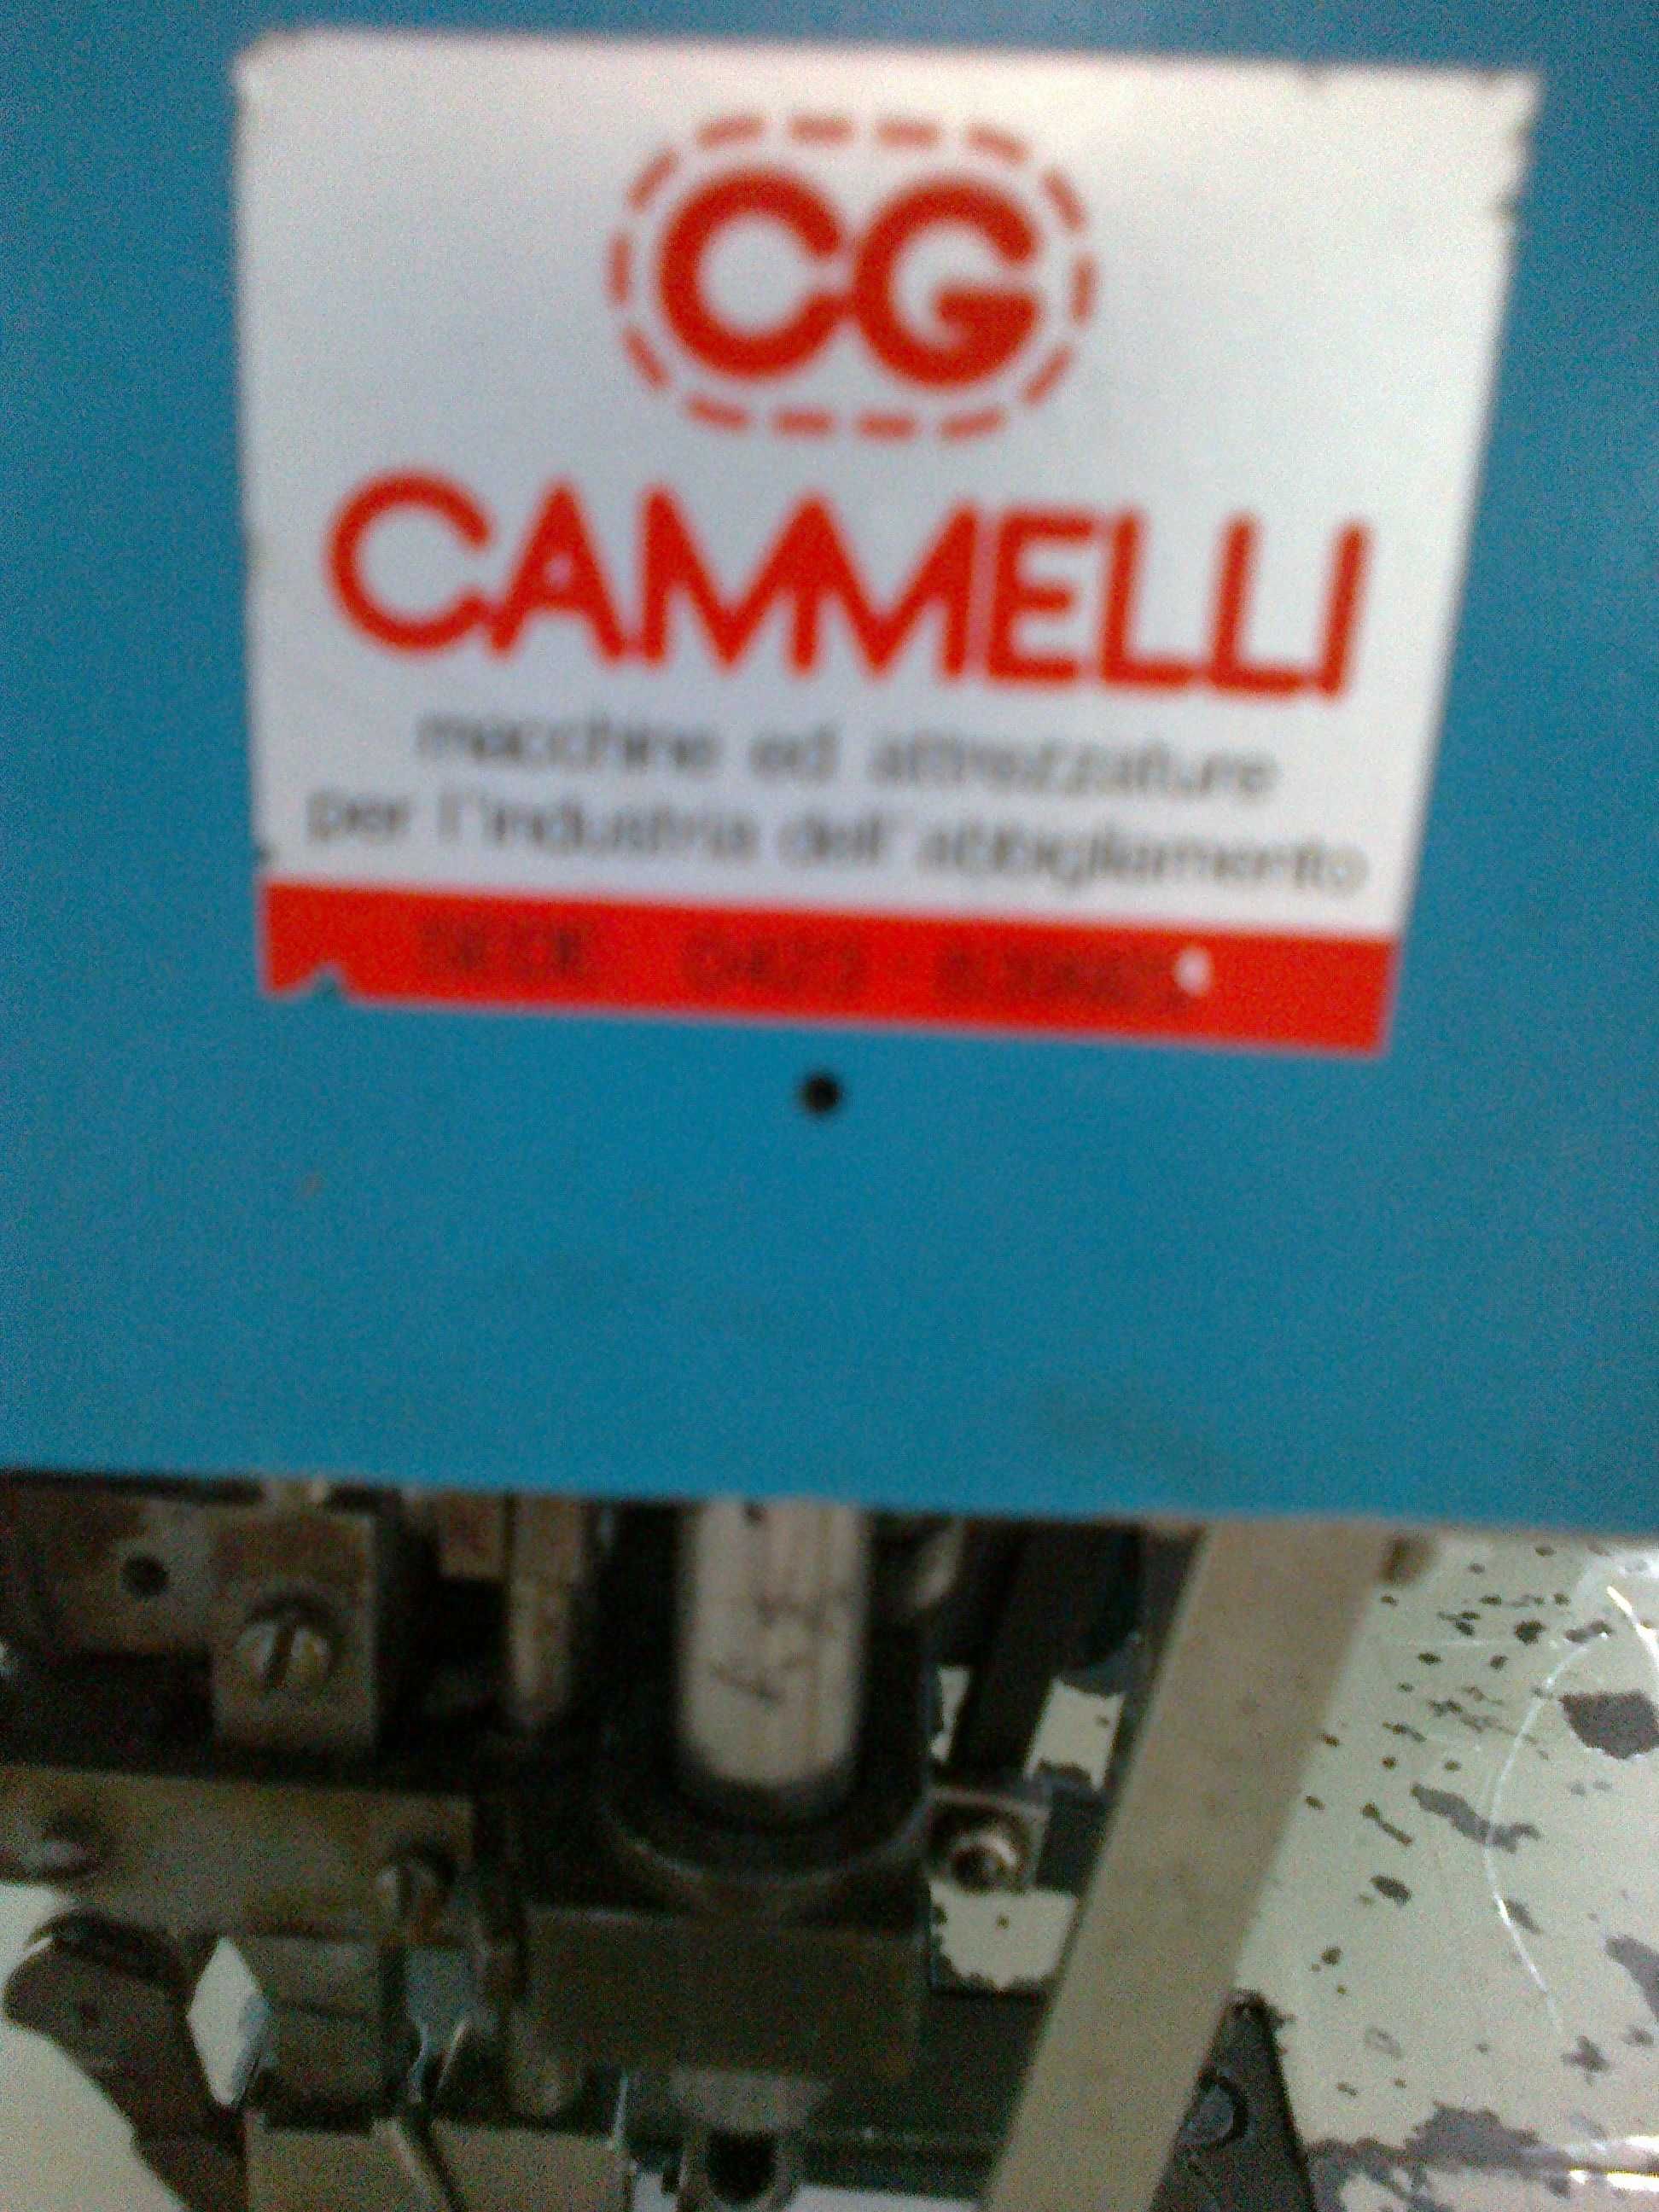 CG
CAMMELLI
macchine ed attrezzature
per l'industria dell'abbigliamento